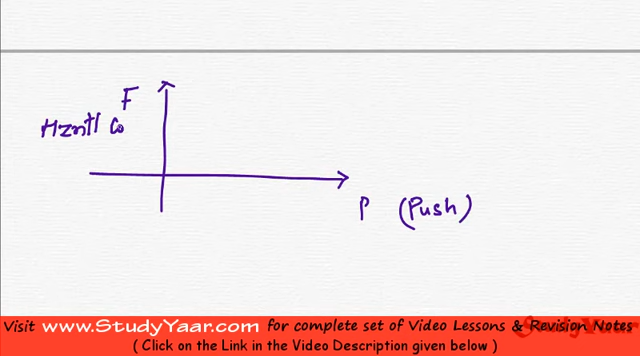 F
Hzntl Co
P (Push)
StudyYaar
Visit www.StudyYaar.com for complete set of Video Lessons & Revision Notes
( Click on the Link in the Video Description given below )